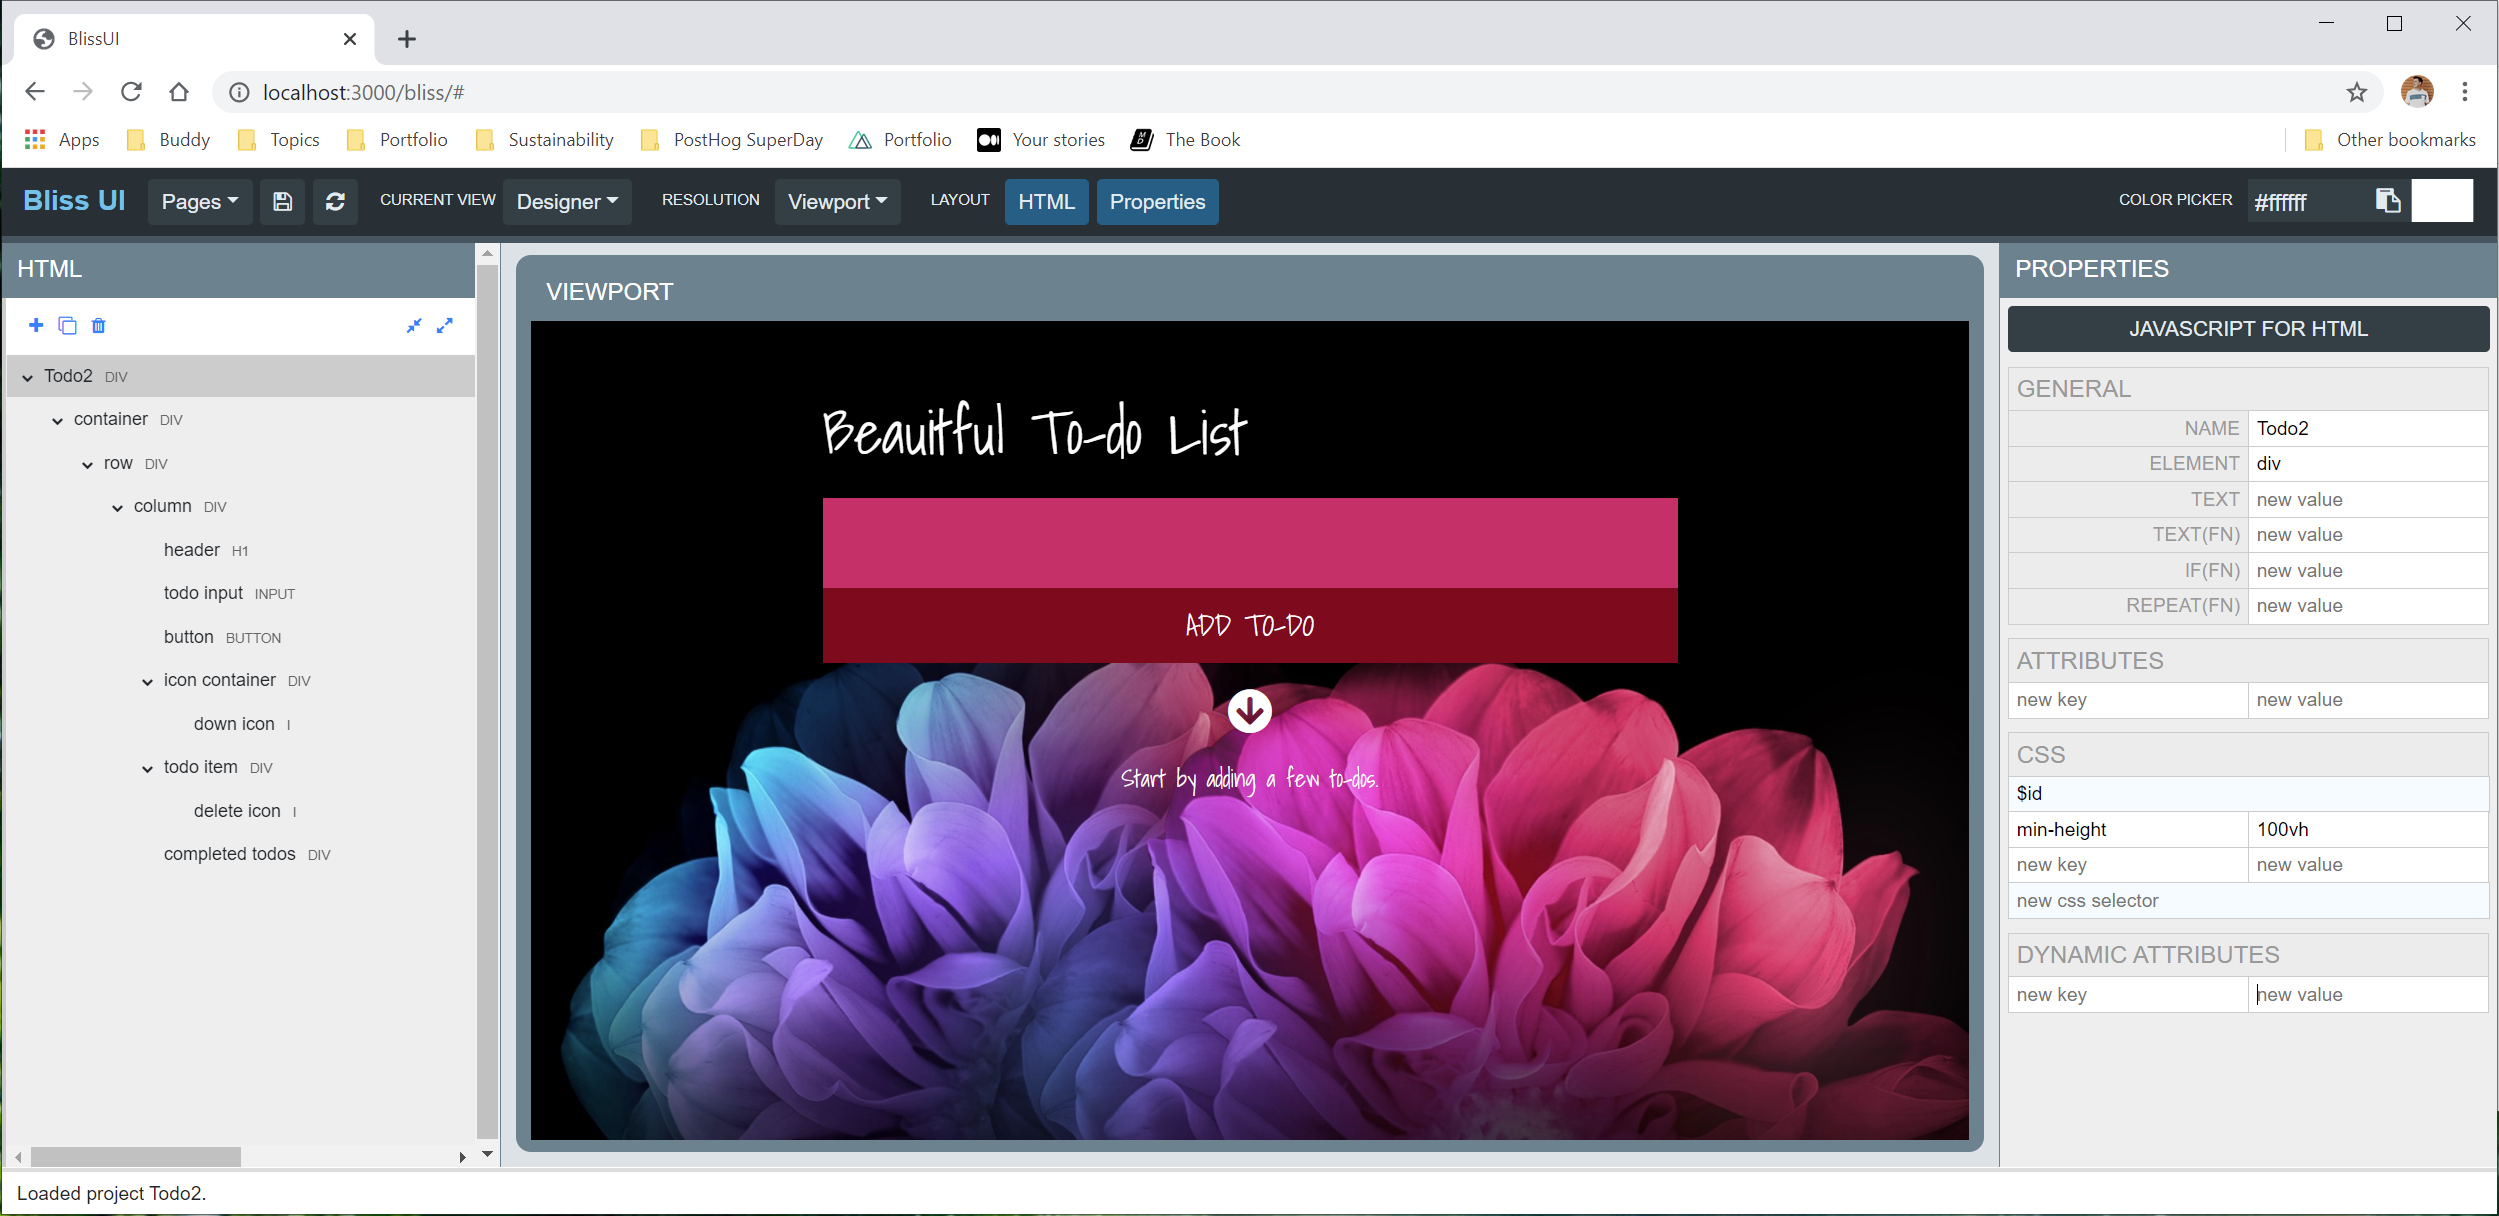 BlissUI
localhost:3000/bliss/#
Apps Buddy Topics Portfolio Sustainability PostHog SuperDay Portfolio Your stories The Book Other bookmarks
Bliss UI Pages CURRENT VIEW Designer RESOLUTION Viewport LAYOUT HTML Properties COLOR PICKER #ffffff
HTML
Todo2 DIV
container DIV
row DIV
column DIV
header H1
todo input INPUT
button BUTTON
icon container DIV
down icon I
todo item DIV
delete icon I
completed todos DIV
VIEWPORT
Beauitful To-do List
ADD TO-DO
Start by adding a few to-dos.
PROPERTIES
JAVASCRIPT FOR HTML
GENERAL
NAME Todo2
ELEMENT div
TEXT new value
TEXT(FN) new value
IF(FN) new value
REPEAT(FN) new value
ATTRIBUTES
new key new value
CSS
$id
min-height 100vh
new key new value
new css selector
DYNAMIC ATTRIBUTES
new key new value
Loaded project Todo2.